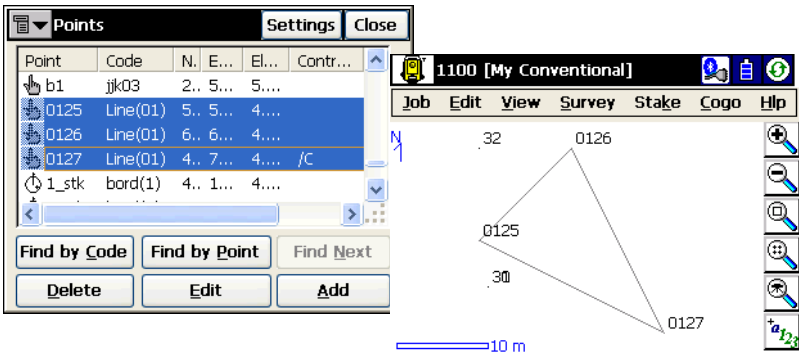 Points Settings Close
Point Code N. E... El... Contr...
b1 jjk03 2.. 5... 5....
0125 Line(01) 5.. 5... 4....
0126 Line(01) 6.. 6... 4....
0127 Line(01) 4.. 7... 4.... /C
1_stk bord(1) 4.. 1... 4....
Find by Code Find by Point Find Next
Delete Edit Add
1100 [My Conventional]
Job Edit View Survey Stake Cogo Hlp
N
32 0126
0125
0127
10 m